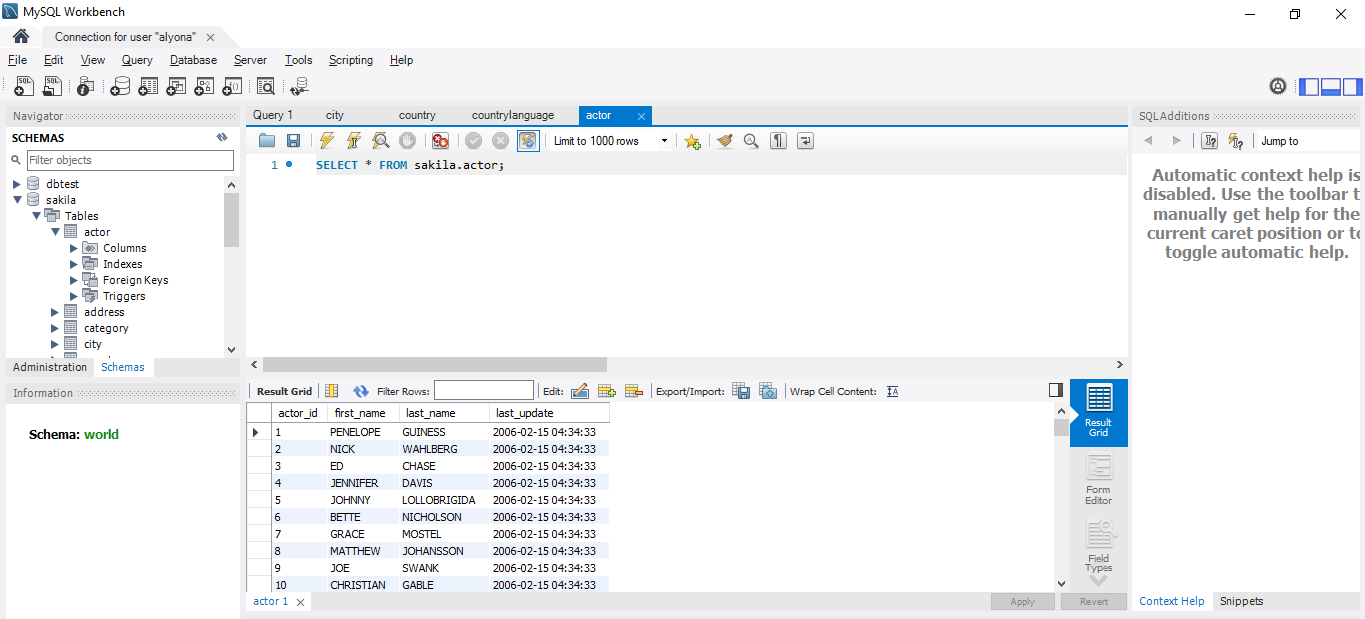 MySQL Workbench
Connection for user "alyona"
File Edit View Query Database Server Tools Scripting Help
Navigator
SCHEMAS
Filter objects
dbtest
sakila
Tables
actor
Columns
Indexes
Foreign Keys
Triggers
address
category
city
Administration Schemas
Information
Schema: world
Query 1 city country countrylanguage actor
Limit to 1000 rows
1 SELECT * FROM sakila.actor;
Result Grid Filter Rows: Edit: Export/Import: Wrap Cell Content:
actor_id first_name last_name last_update
1 PENELOPE GUINESS 2006-02-15 04:34:33
2 NICK WAHLBERG 2006-02-15 04:34:33
3 ED CHASE 2006-02-15 04:34:33
4 JENNIFER DAVIS 2006-02-15 04:34:33
5 JOHNNY LOLLOBRIGIDA 2006-02-15 04:34:33
6 BETTE NICHOLSON 2006-02-15 04:34:33
7 GRACE MOSTEL 2006-02-15 04:34:33
8 MATTHEW JOHANSSON 2006-02-15 04:34:33
9 JOE SWANK 2006-02-15 04:34:33
10 CHRISTIAN GABLE 2006-02-15 04:34:33
Result
Grid
Form
Editor
Field
Types
actor 1 Apply Revert
SQLAdditions
Jump to
Automatic context help is
disabled. Use the toolbar t
manually get help for the
current caret position or to
toggle automatic help.
Context Help Snippets